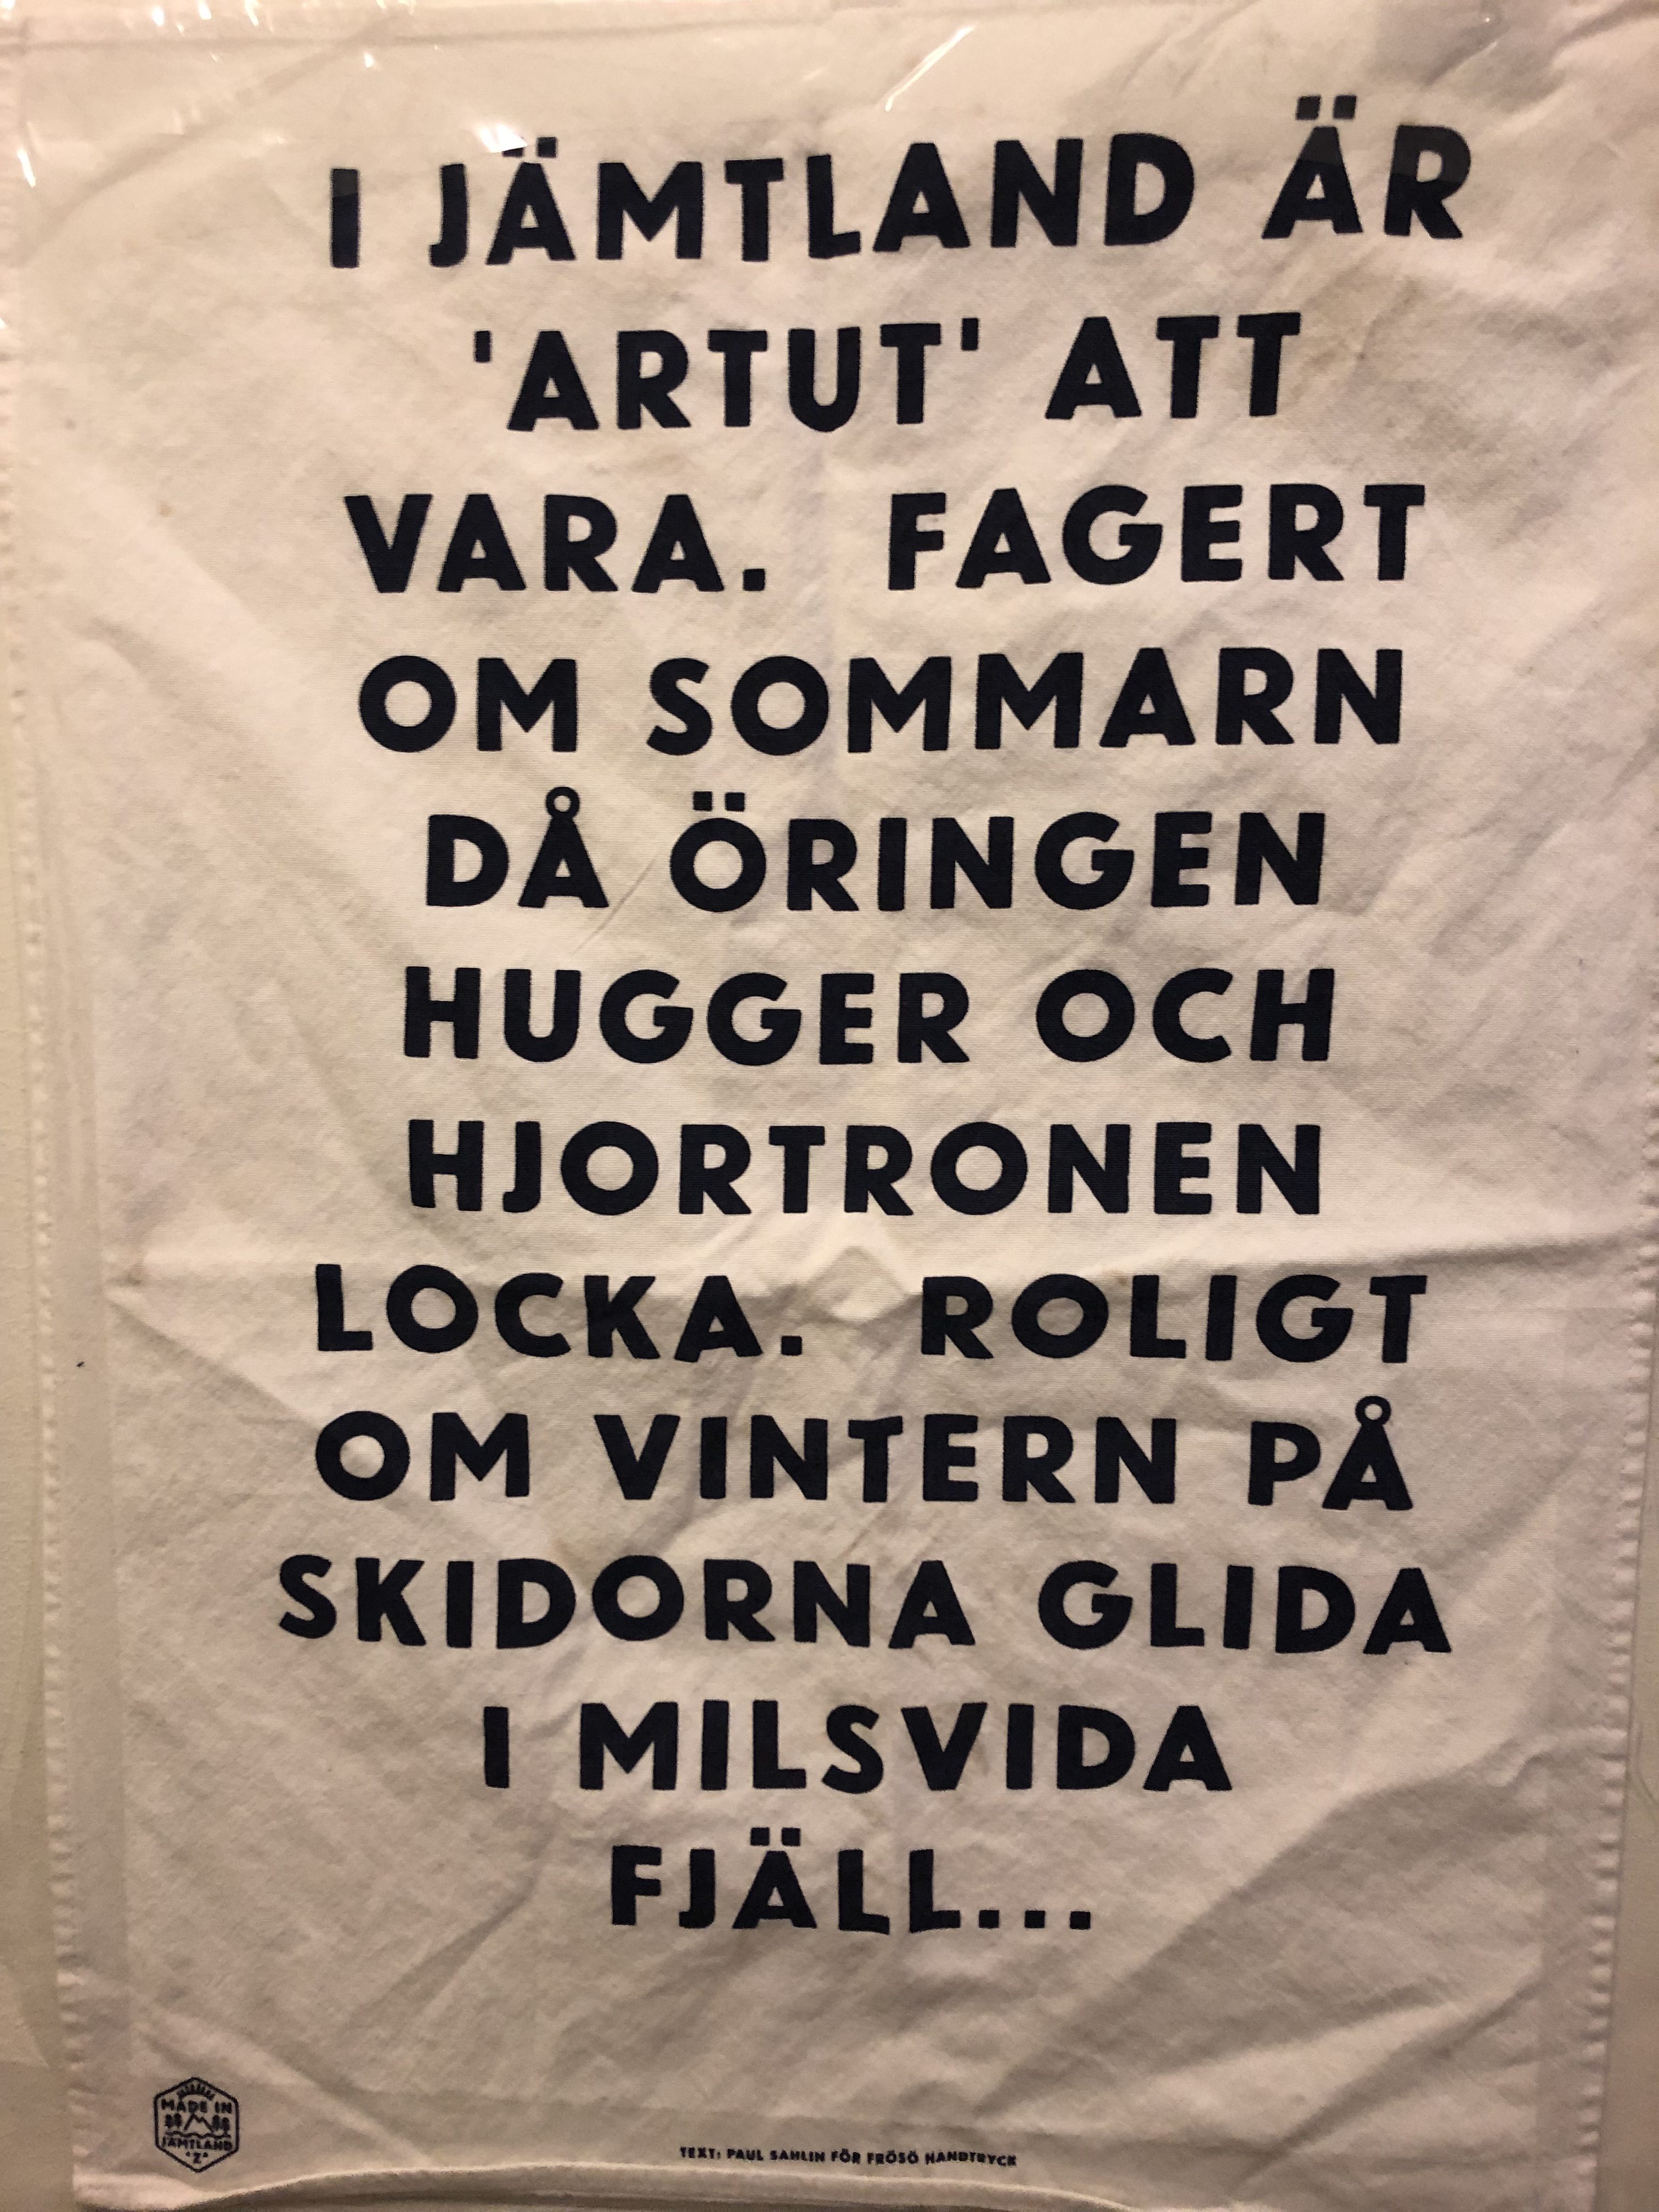 I JÄMTLAND ÄR
'ARTUT' ATT
VARA. FAGERT
OM SOMMARN
DÅ ÖRINGEN
HUGGER OCH
HJORTRONEN
LOCKA. ROLIGT
OM VINTERN PÅ
SKIDORNA GLIDA
I MILSVIDA
FJÄLL...
MADE IN
JÄMTLAND
"Z"
TEXT: PAUL SAHLIN FÖR FRÖSÖ HANDTRYCK